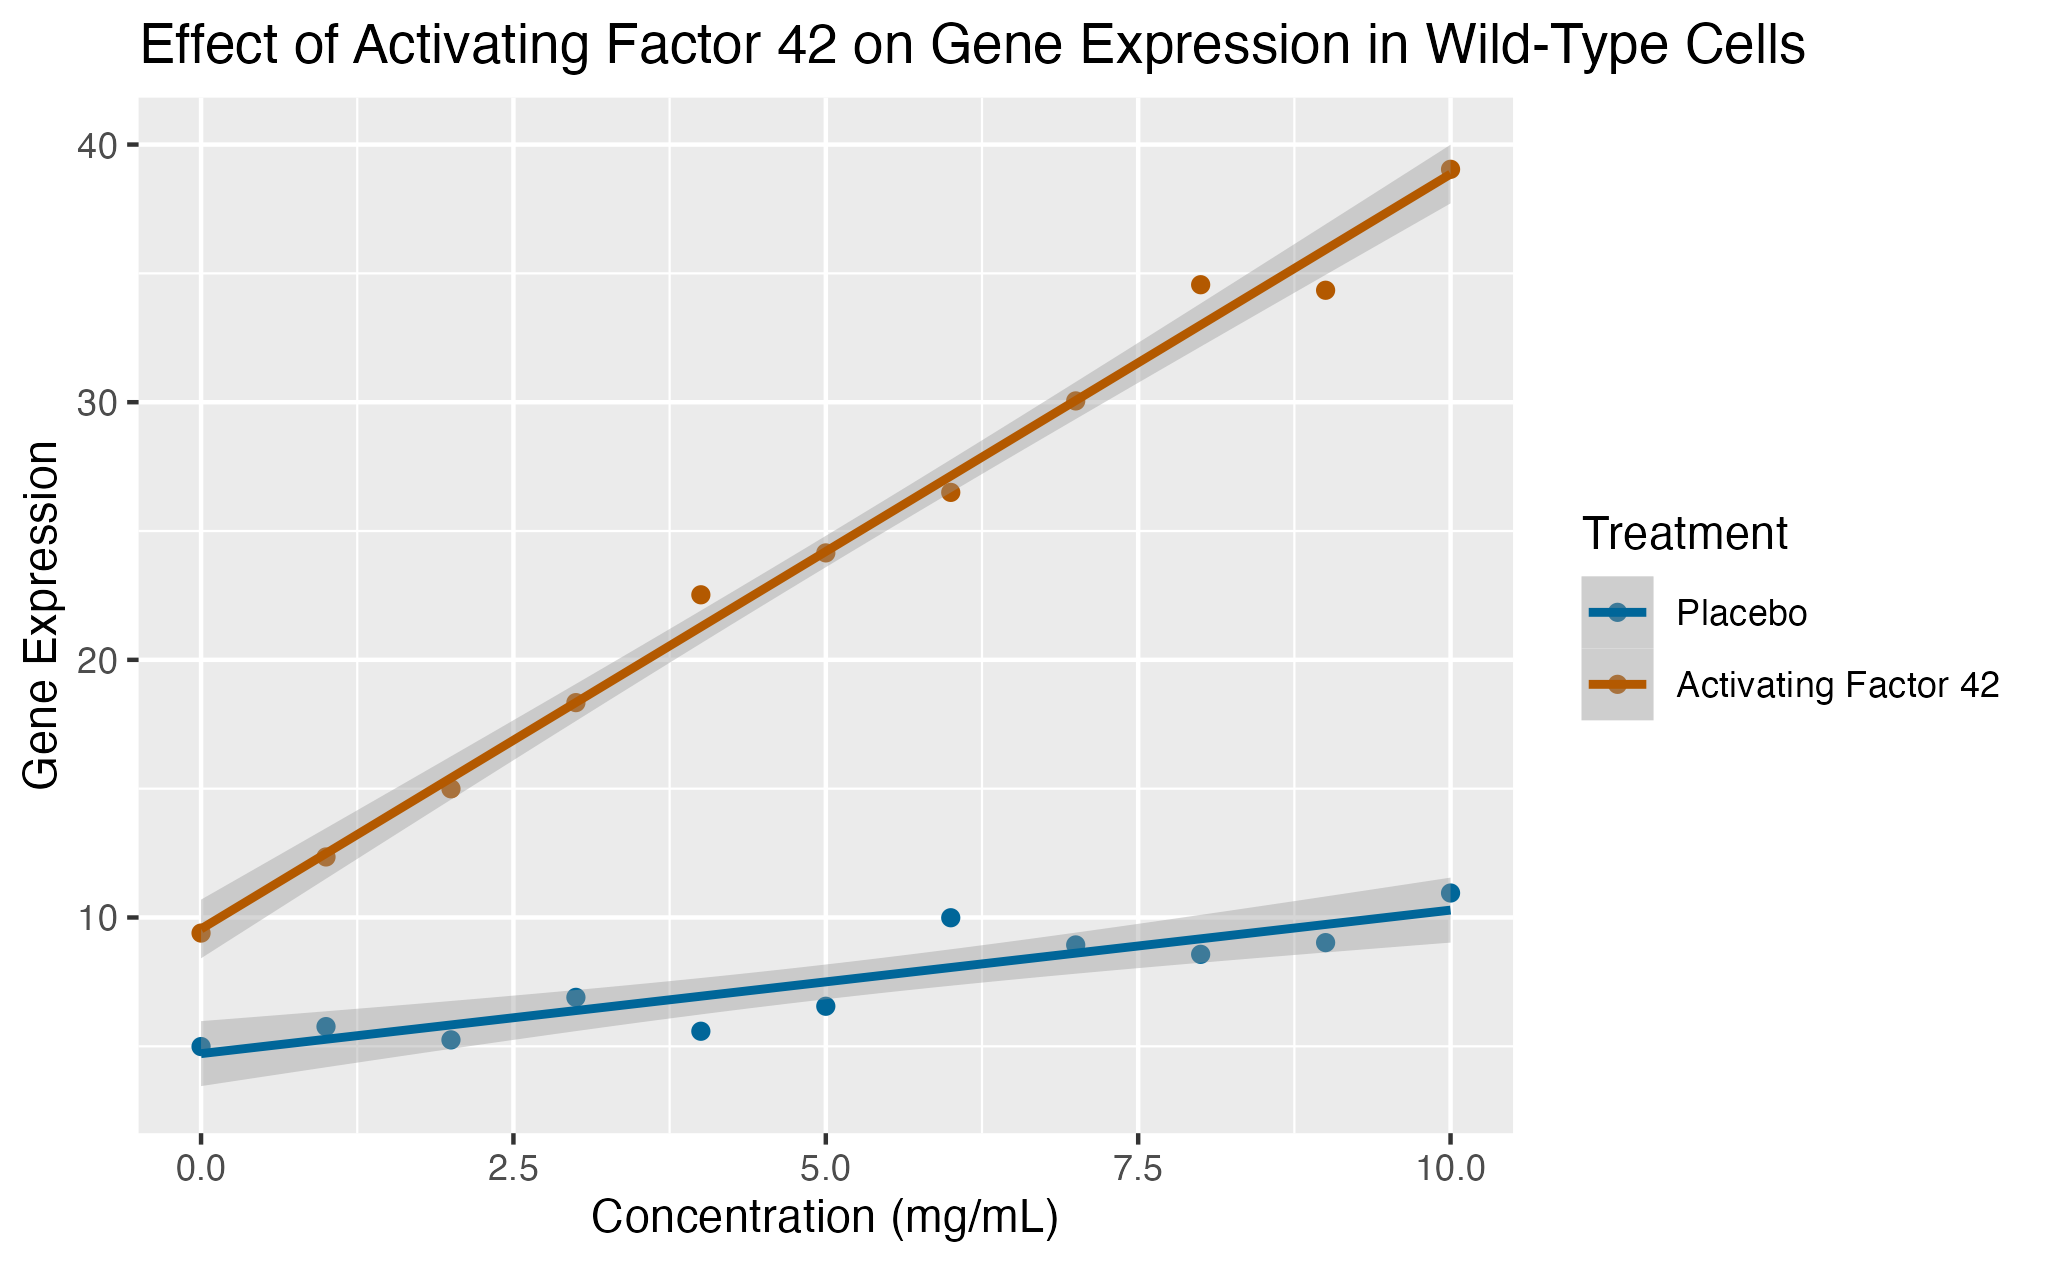 Effect of Activating Factor 42 on Gene Expression in Wild-Type Cells
Gene Expression
40
30
20
10
0.0
2.5
5.0
7.5
10.0
Concentration (mg/mL)
Treatment
Placebo
Activating Factor 42